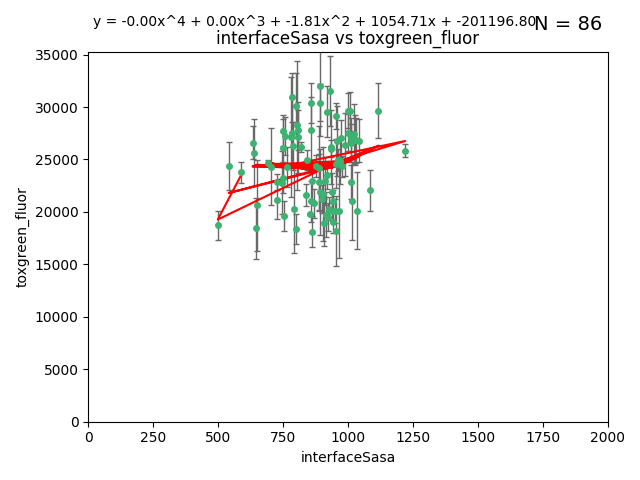 y = -0.00x^4 + 0.00x^3 + -1.81x^2 + 1054.71x + -201196.80
N = 86
interfaceSasa vs toxgreen_fluor
35000
30000
25000
20000
15000
10000
5000
0
toxgreen_fluor
0 250 500 750 1000 1250 1500 1750 2000
interfaceSasa